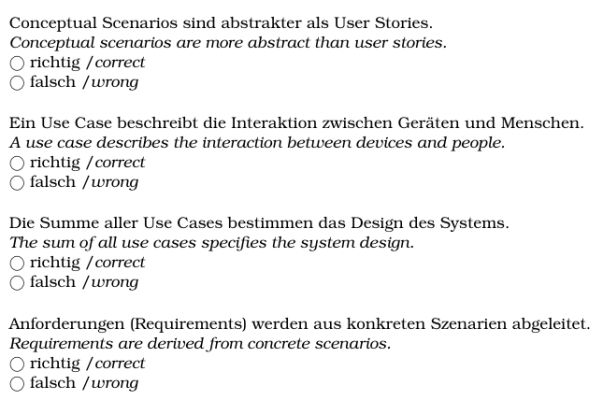 Conceptual Scenarios sind abstrakter als User Stories.
Conceptual scenarios are more abstract than user stories.
richtig /correct
falsch /wrong
Ein Use Case beschreibt die Interaktion zwischen Geräten und Menschen.
A use case describes the interaction between devices and people.
richtig /correct
falsch /wrong
Die Summe aller Use Cases bestimmen das Design des Systems.
The sum of all use cases specifies the system design.
richtig /correct
falsch /wrong
Anforderungen (Requirements) werden aus konkreten Szenarien abgeleitet.
Requirements are derived from concrete scenarios.
richtig /correct
falsch /wrong